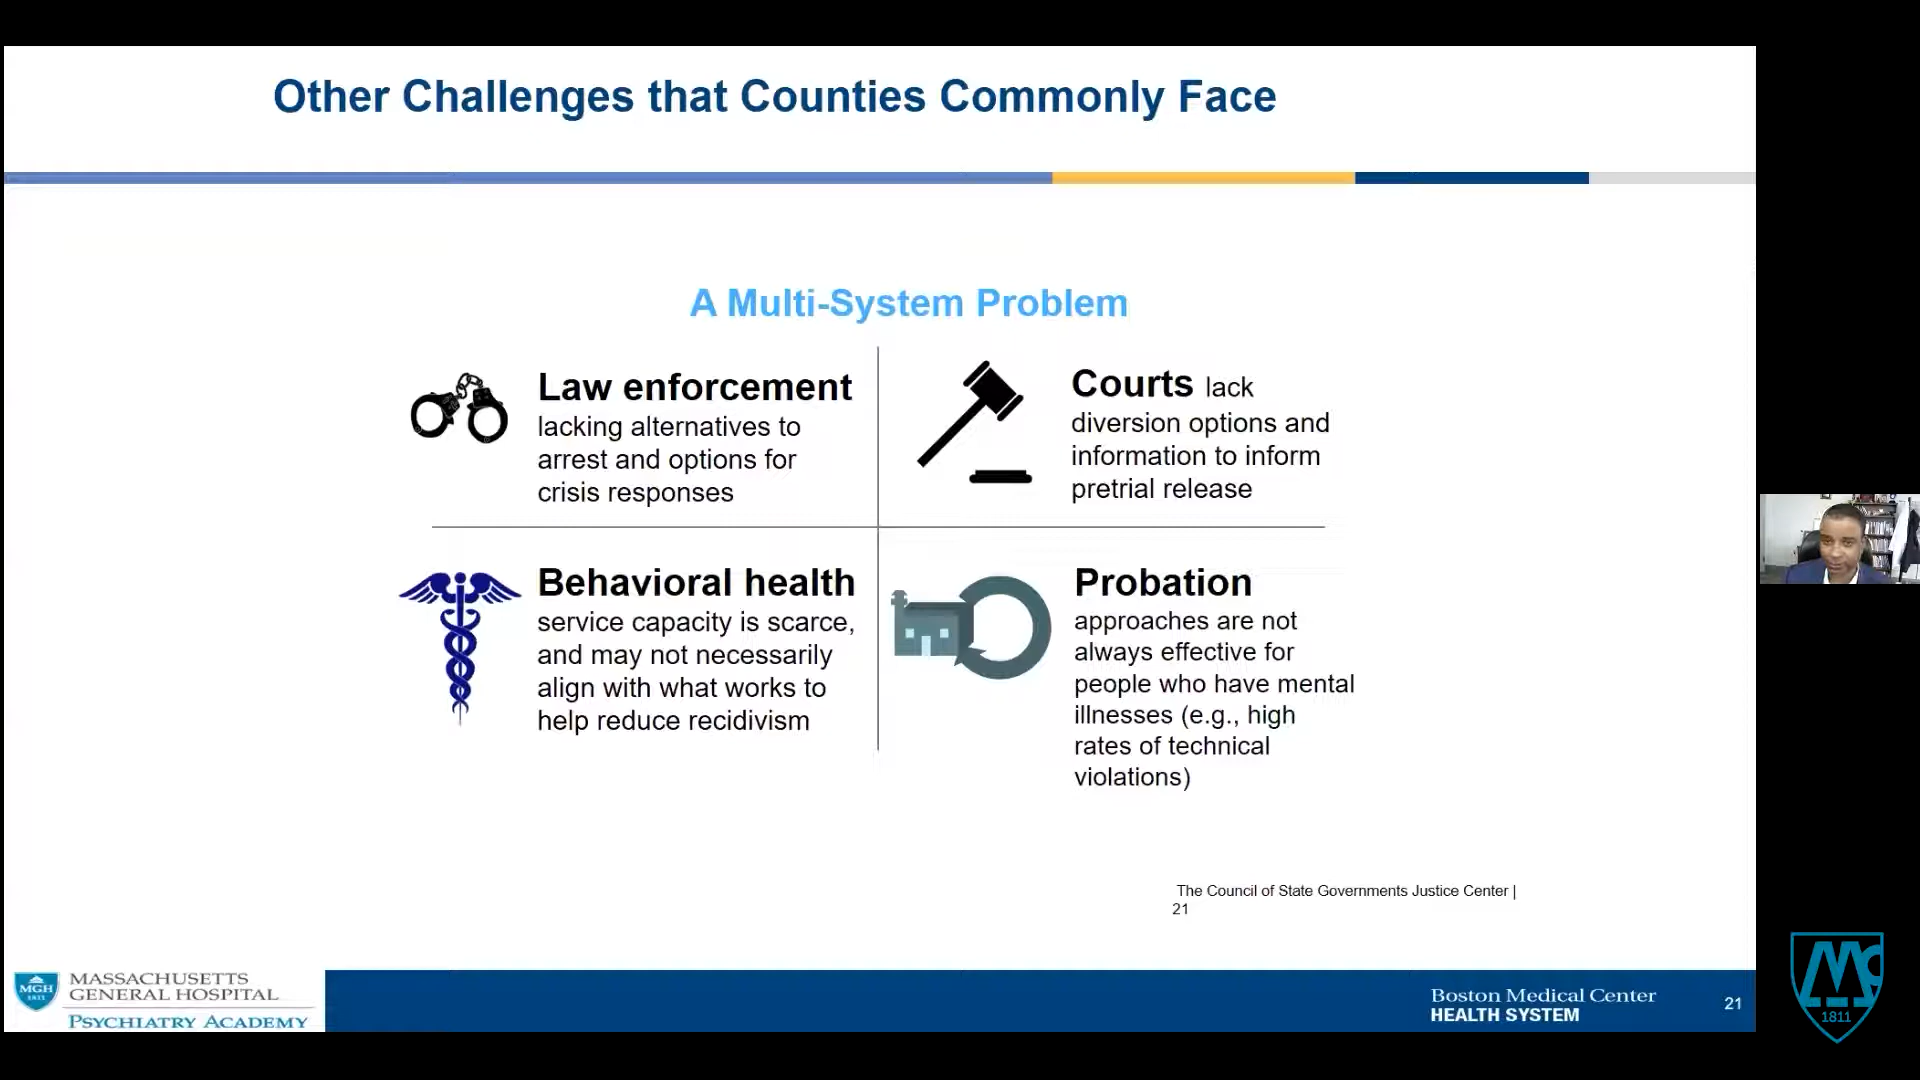 Other Challenges that Counties Commonly Face
A Multi-System Problem
Law enforcement
lacking alternatives to
arrest and options for
crisis responses
Courts lack
diversion options and
information to inform
pretrial release
Behavioral health
service capacity is scarce,
and may not necessarily
align with what works to
help reduce recidivism
Probation
approaches are not
always effective for
people who have mental
illnesses (e.g., high
rates of technical
violations)
The Council of State Governments Justice Center |
21
MGH
1811
MASSACHUSETTS
GENERAL HOSPITAL
PSYCHIATRY ACADEMY
Boston Medical Center
HEALTH SYSTEM
21
1811